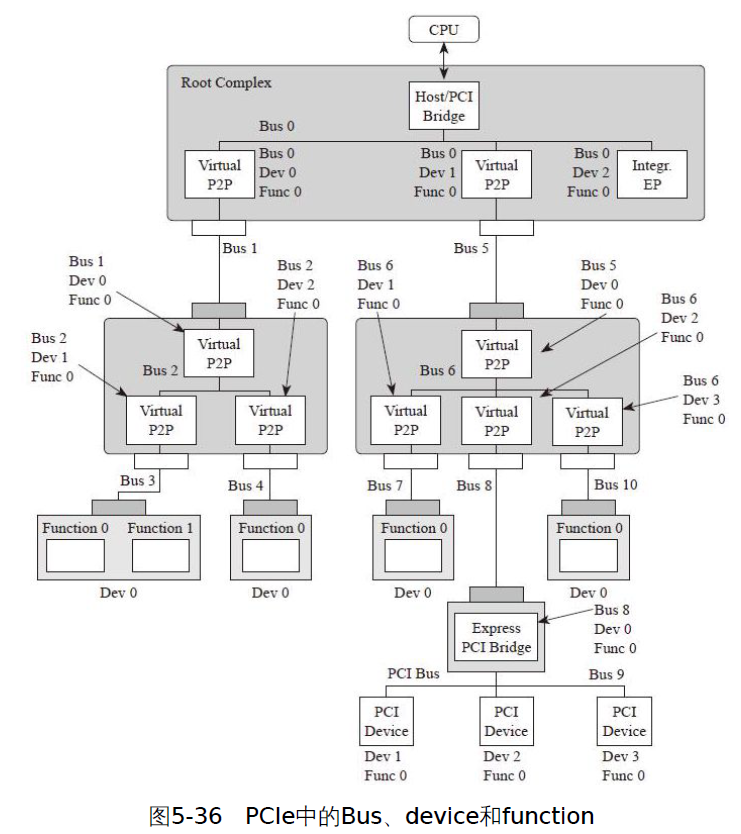 CPU
Root Complex
Host/PCI
Bridge
Bus 0
Virtual
P2P
Bus 0
Dev 0
Func 0
Bus 0
Dev 1
Func 0
Virtual
P2P
Bus 0
Dev 2
Func 0
Integr.
EP
Bus 1
Bus 5
Bus 1
Dev 0
Func 0
Bus 2
Dev 2
Func 0
Bus 6
Dev 1
Func 0
Bus 5
Dev 0
Func 0
Bus 6
Dev 2
Func 0
Bus 2
Dev 1
Func 0
Virtual
P2P
Bus 2
Virtual
P2P
Virtual
P2P
Virtual
P2P
Bus 6
Virtual
P2P
Virtual
P2P
Virtual
P2P
Bus 6
Dev 3
Func 0
Bus 3
Bus 4
Bus 7
Bus 8
Bus 10
Function 0
Function 1
Dev 0
Function 0
Dev 0
Function 0
Dev 0
Function 0
Dev 0
Express
PCI Bridge
Bus 8
Dev 0
Func 0
PCI Bus
Bus 9
PCI
Device
Dev 1
Func 0
PCI
Device
Dev 2
Func 0
PCI
Device
Dev 3
Func 0
图5-36 PCIe中的Bus、device和function